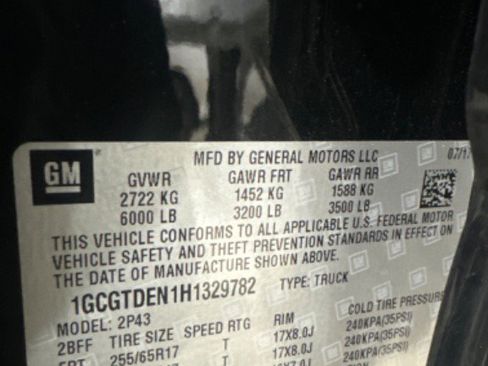 GM
MFD BY GENERAL MOTORS LLC 07/17
GVWR GAWR FRT GAWR RR
2722 KG 1452 KG 1588 KG
6000 LB 3200 LB 3500 LB
THIS VEHICLE CONFORMS TO ALL APPLICABLE U.S. FEDERAL MOTOR
VEHICLE SAFETY AND THEFT PREVENTION STANDARDS IN EFFECT ON
THE DATE OF MANUFACTURE SHOWN ABOVE.
1GCGTDEN1H1329782 TYPE: TRUCK
MODEL: 2P43
2BFF TIRE SIZE SPEED RTG RIM COLD TIRE PRESSURE
FRT 255/65R17 T 17X8.0J 240KPA(35PSI)
T 17X8.0J 240KPA(35PSI)